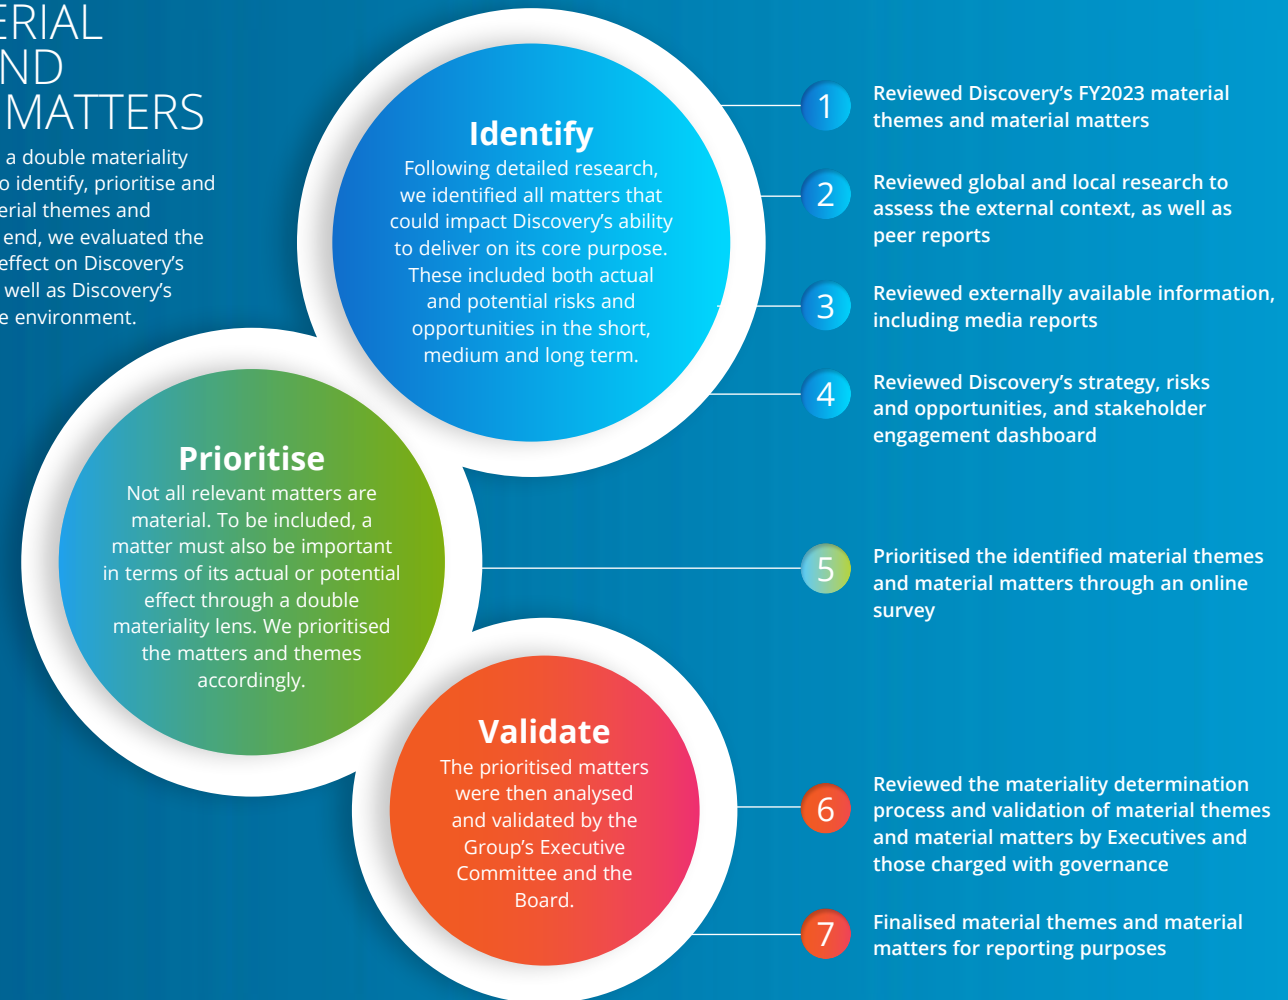 ERIAL
ND
MATTERS
a double materiality
o identify, prioritise and
erial themes and
end, we evaluated the
effect on Discovery's
well as Discovery's
e environment.
Identify
Following detailed research,
we identified all matters that
could impact Discovery's ability
to deliver on its core purpose.
These included both actual
and potential risks and
opportunities in the short,
medium and long term.
1
Reviewed Discovery's FY2023 material
themes and material matters
2
Reviewed global and local research to
assess the external context, as well as
peer reports
3
Reviewed externally available information,
including media reports
4
Reviewed Discovery's strategy, risks
and opportunities, and stakeholder
engagement dashboard
Prioritise
Not all relevant matters are
material. To be included, a
matter must also be important
in terms of its actual or potential
effect through a double
materiality lens. We prioritised
the matters and themes
accordingly.
5
Prioritised the identified material themes
and material matters through an online
survey
Validate
The prioritised matters
were then analysed
and validated by the
Group's Executive
Committee and the
Board.
6
Reviewed the materiality determination
process and validation of material themes
and material matters by Executives and
those charged with governance
7
Finalised material themes and material
matters for reporting purposes